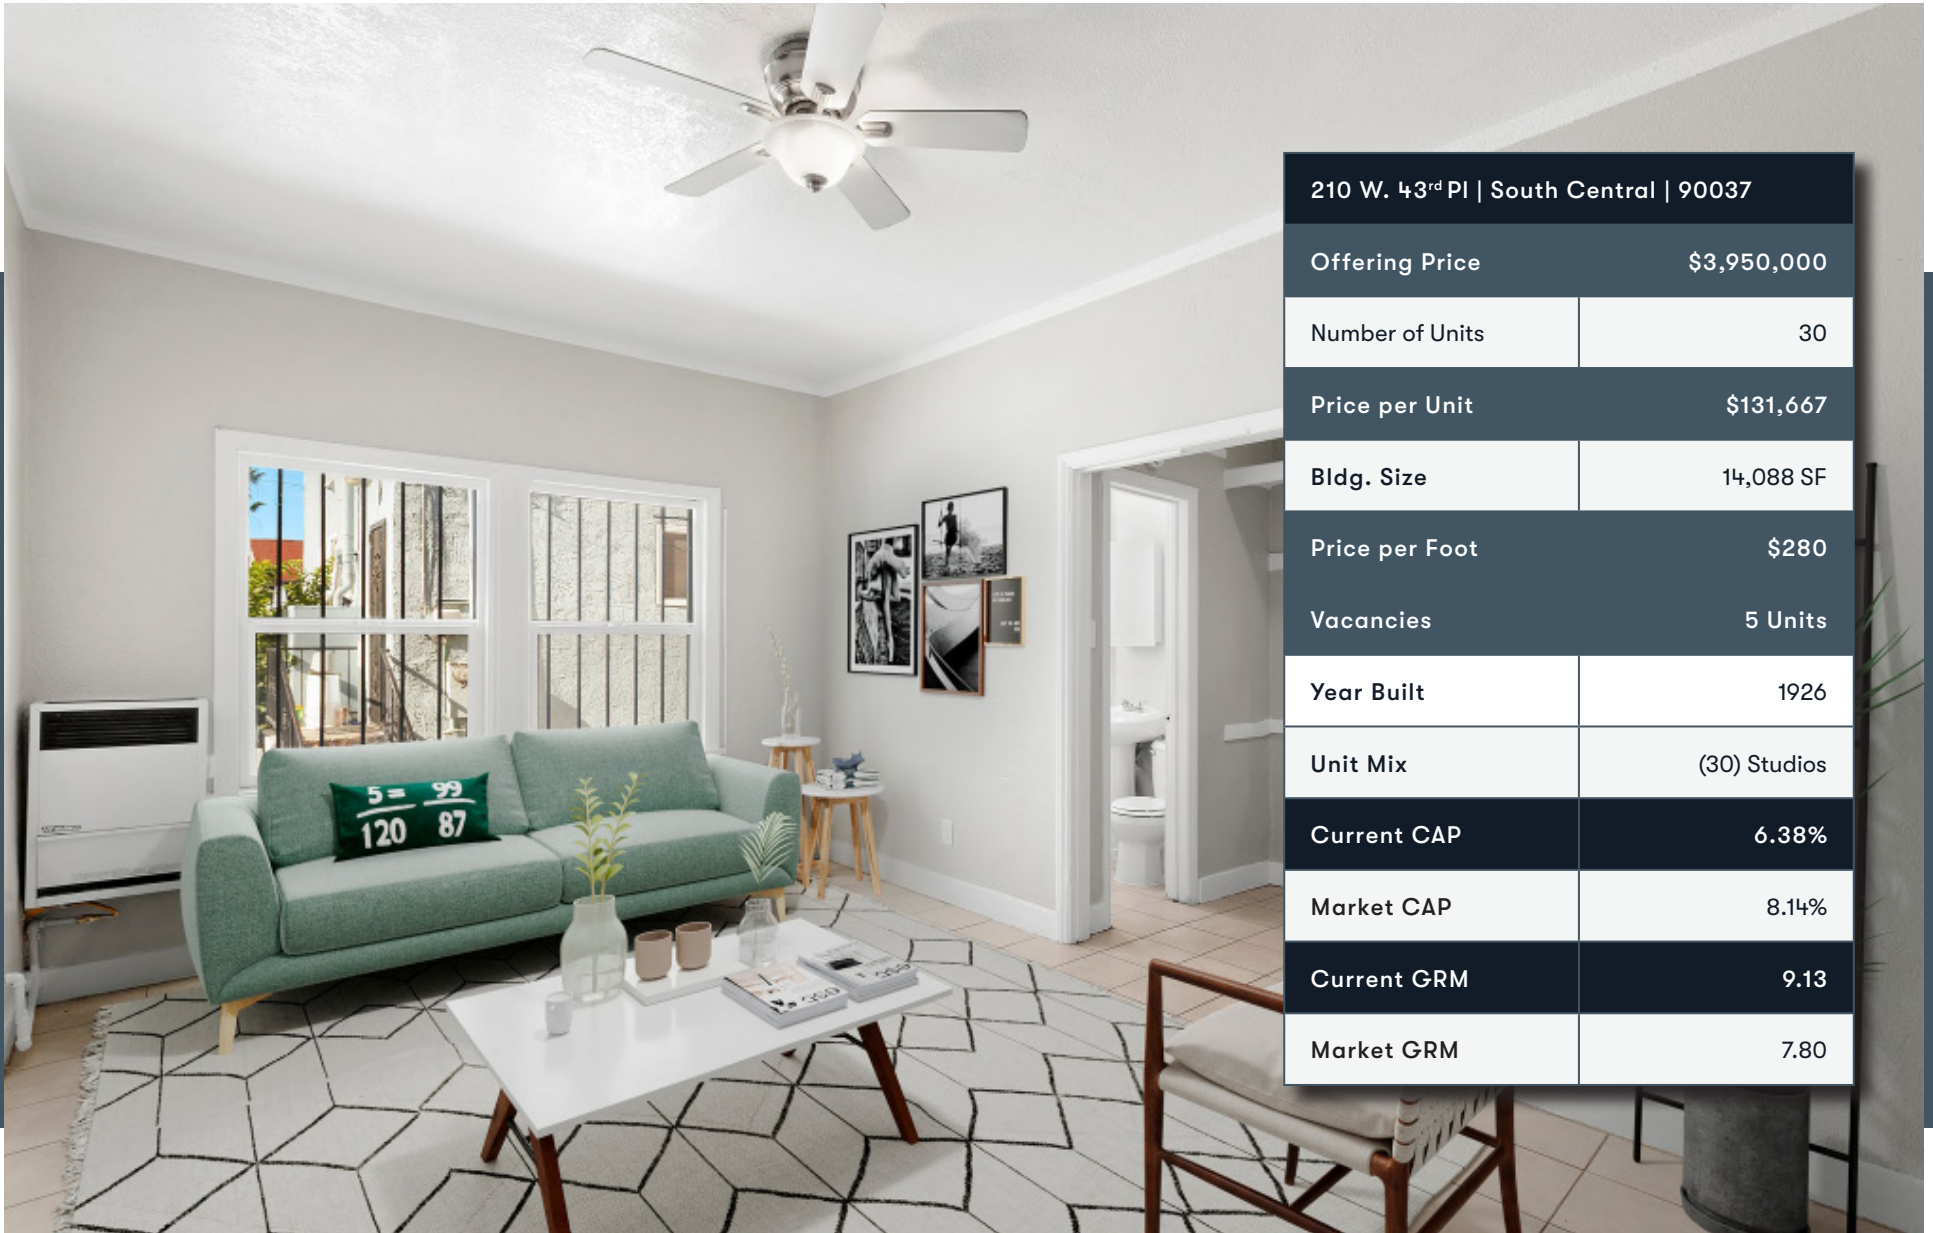 210 W. 43rd Pl | South Central | 90037
Offering Price $3,950,000
Number of Units 30
Price per Unit $131,667
Bldg. Size 14,088 SF
Price per Foot $280
Vacancies 5 Units
Year Built 1926
Unit Mix (30) Studios
Current CAP 6.38%
Market CAP 8.14%
Current GRM 9.13
Market GRM 7.80
5 = 99
120 87